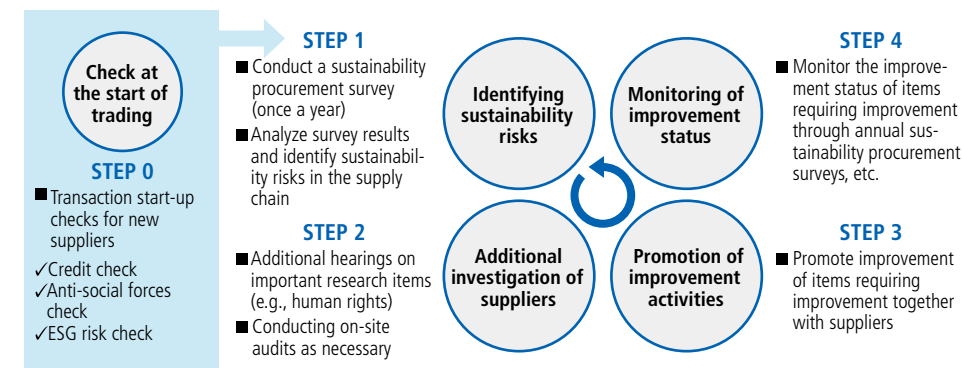 Check at
the start of
trading
STEP 0
■ Transaction start-up
checks for new
suppliers
✓Credit check
✓Anti-social forces
check
✓ESG risk check
STEP 1
■ Conduct a sustainability
procurement survey
(once a year)
■ Analyze survey results
and identify sustainabil-
ity risks in the supply
chain
STEP 2
■ Additional hearings on
important research items
(e.g., human rights)
■ Conducting on-site
audits as necessary
Identifying
sustainability
risks
Monitoring of
improvement
status
Additional
investigation of
suppliers
Promotion of
improvement
activities
STEP 4
■ Monitor the improve-
ment status of items
requiring improvement
through annual sus-
tainability procurement
surveys, etc.
STEP 3
■ Promote improvement
of items requiring
improvement together
with suppliers